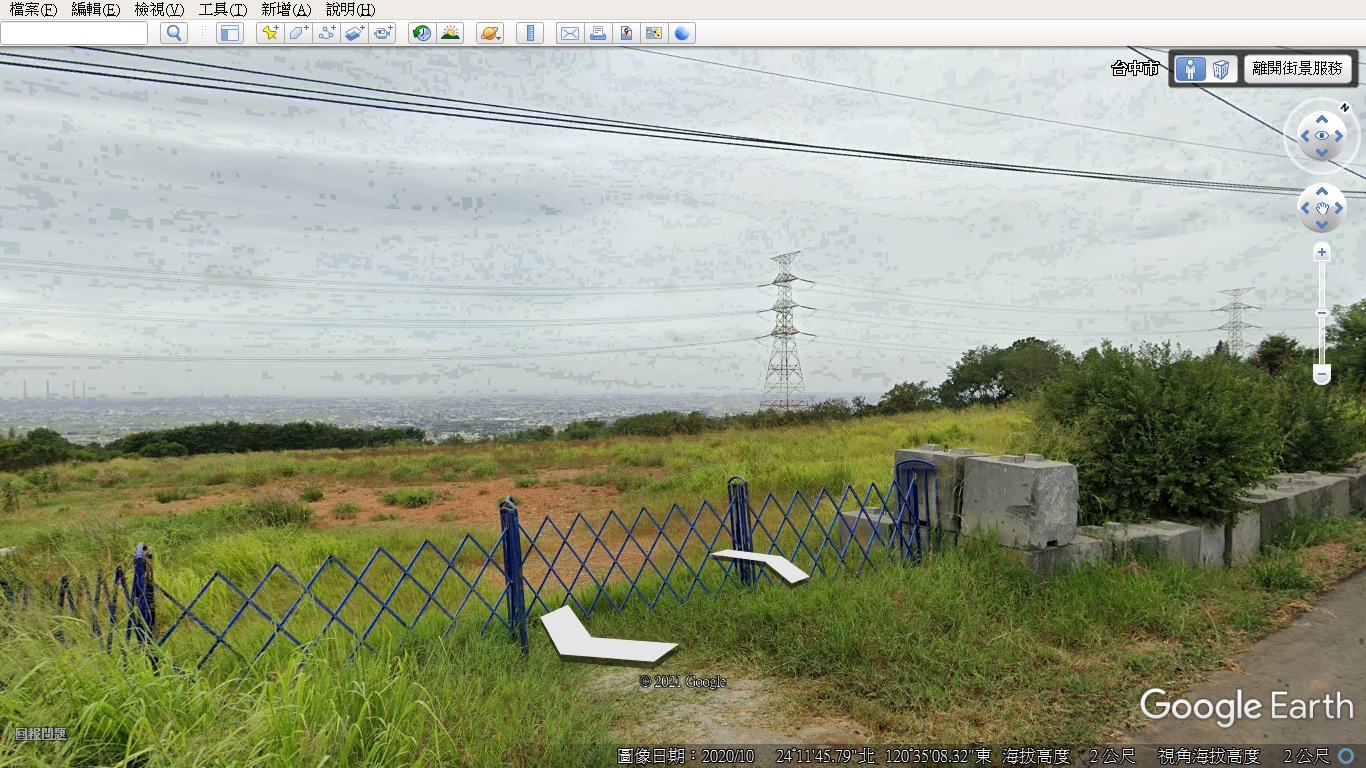 檔案(F) 編輯(E) 檢視(V) 工具(T) 新增(A) 說明(H)
台中市 離開街景服務
N
© 2021 Google
Google Earth
回報問題
圖像日期：2020/10 24°11'45.79"北 120°35'08.32"東 海拔高度 2 公尺 視角海拔高度 2 公尺